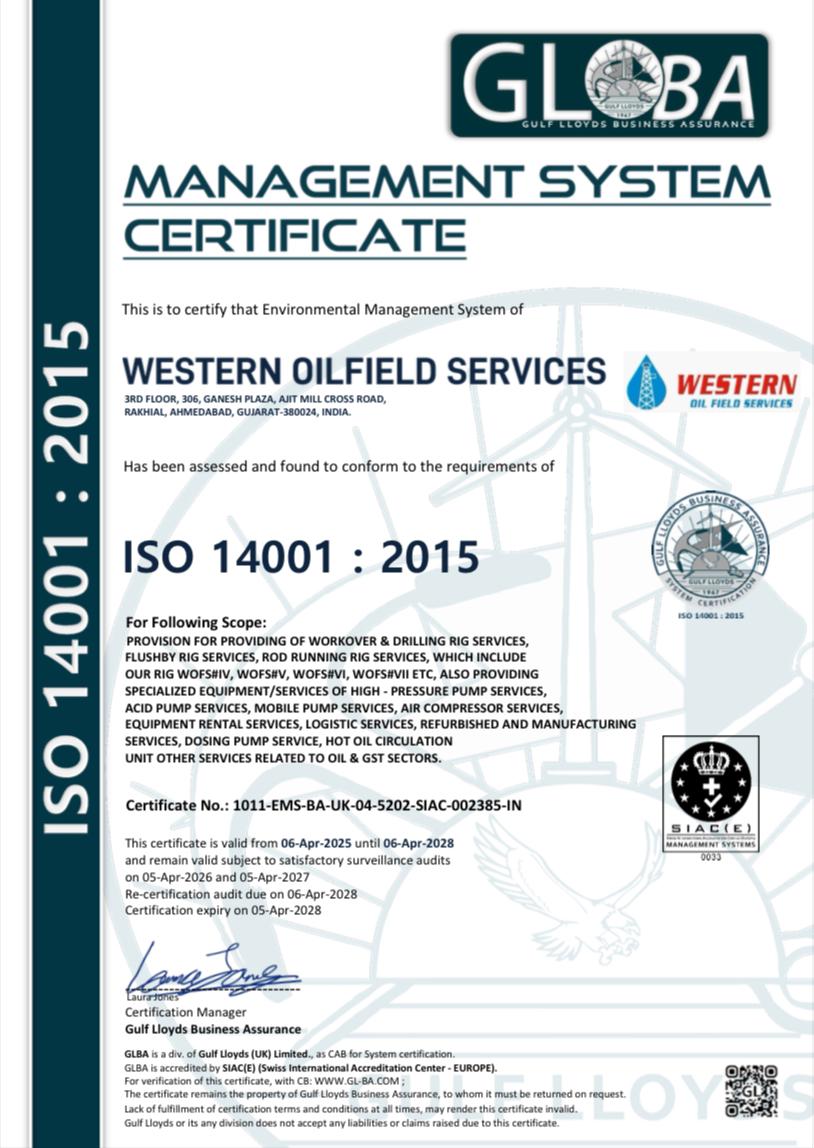 GLOBA
GULF LLOYDS
1967
GULF LLOYDS BUSINESS ASSURANCE
MANAGEMENT SYSTEM
CERTIFICATE
ISO 14001 : 2015
This is to certify that Environmental Management System of
WESTERN OILFIELD SERVICES
3RD FLOOR, 306, GANESH PLAZA, AJIT MILL CROSS ROAD,
RAKHIAL, AHMEDABAD, GUJARAT-380024, INDIA.
WESTERN
OIL FIELD SERVICES
Has been assessed and found to conform to the requirements of
ISO 14001 : 2015
GULF LLOYDS BUSINESS ASSURANCE
GULF LLOYDS
1967
SYSTEM CERTIFICATION
ISO 14001 : 2015
For Following Scope:
PROVISION FOR PROVIDING OF WORKOVER & DRILLING RIG SERVICES,
FLUSHBY RIG SERVICES, ROD RUNNING RIG SERVICES, WHICH INCLUDE
OUR RIG WOFS#IV, WOFS#V, WOFS#VI, WOFS#VII ETC, ALSO PROVIDING
SPECIALIZED EQUIPMENT/SERVICES OF HIGH - PRESSURE PUMP SERVICES,
ACID PUMP SERVICES, MOBILE PUMP SERVICES, AIR COMPRESSOR SERVICES,
EQUIPMENT RENTAL SERVICES, LOGISTIC SERVICES, REFURBISHED AND MANUFACTURING
SERVICES, DOSING PUMP SERVICE, HOT OIL CIRCULATION
UNIT OTHER SERVICES RELATED TO OIL & GST SECTORS.
SIAC(E)
MANAGEMENT SYSTEMS
0033
Certificate No.: 1011-EMS-BA-UK-04-5202-SIAC-002385-IN
This certificate is valid from 06-Apr-2025 until 06-Apr-2028
and remain valid subject to satisfactory surveillance audits
on 05-Apr-2026 and 05-Apr-2027
Re-certification audit due on 06-Apr-2028
Certification expiry on 05-Apr-2028
Laura Jones
Laura Jones
Certification Manager
Gulf Lloyds Business Assurance
GLBA is a div. of Gulf Lloyds (UK) Limited., as CAB for System certification.
GLBA is accredited by SIAC(E) (Swiss International Accreditation Center - EUROPE).
For verification of this certificate, with CB: WWW.GL-BA.COM ;
The certificate remains the property of Gulf Lloyds Business Assurance, to whom it must be returned on request.
Lack of fulfillment of certification terms and conditions at all times, may render this certificate invalid.
Gulf Lloyds or its any division does not accept any liabilities or claims raised due to this certificate.
GL
GULF LLOYDS